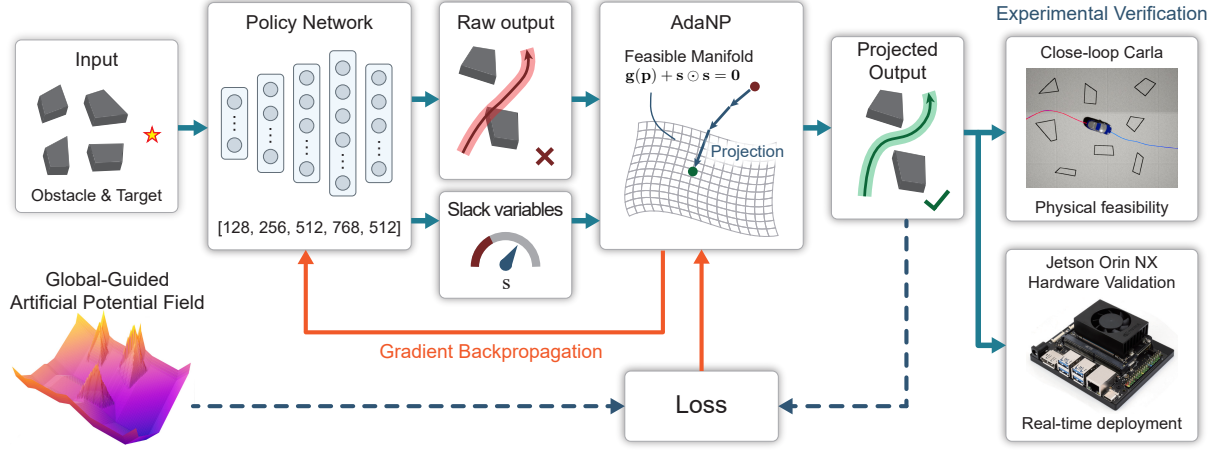 Experimental Verification
Input
Obstacle & Target
Policy Network
[128, 256, 512, 768, 512]
Raw output
Slack variables
s
AdaNP
Feasible Manifold
g(p) + s ⊙ s = 0
Projection
Projected
Output
Close-loop Carla
Physical feasibility
Jetson Orin NX
Hardware Validation
Real-time deployment
Global-Guided
Artificial Potential Field
Gradient Backpropagation
Loss